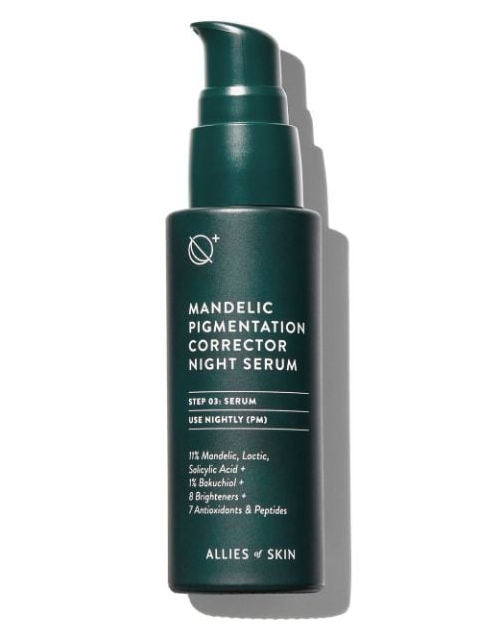 MANDELIC
PIGMENTATION
CORRECTOR
NIGHT SERUM
STEP 03: SERUM
USE NIGHTLY (PM)
11% Mandelic, Lactic,
Salicylic Acid +
1% Bakuchiol +
8 Brighteners +
7 Antioxidants & Peptides
ALLIES of SKIN